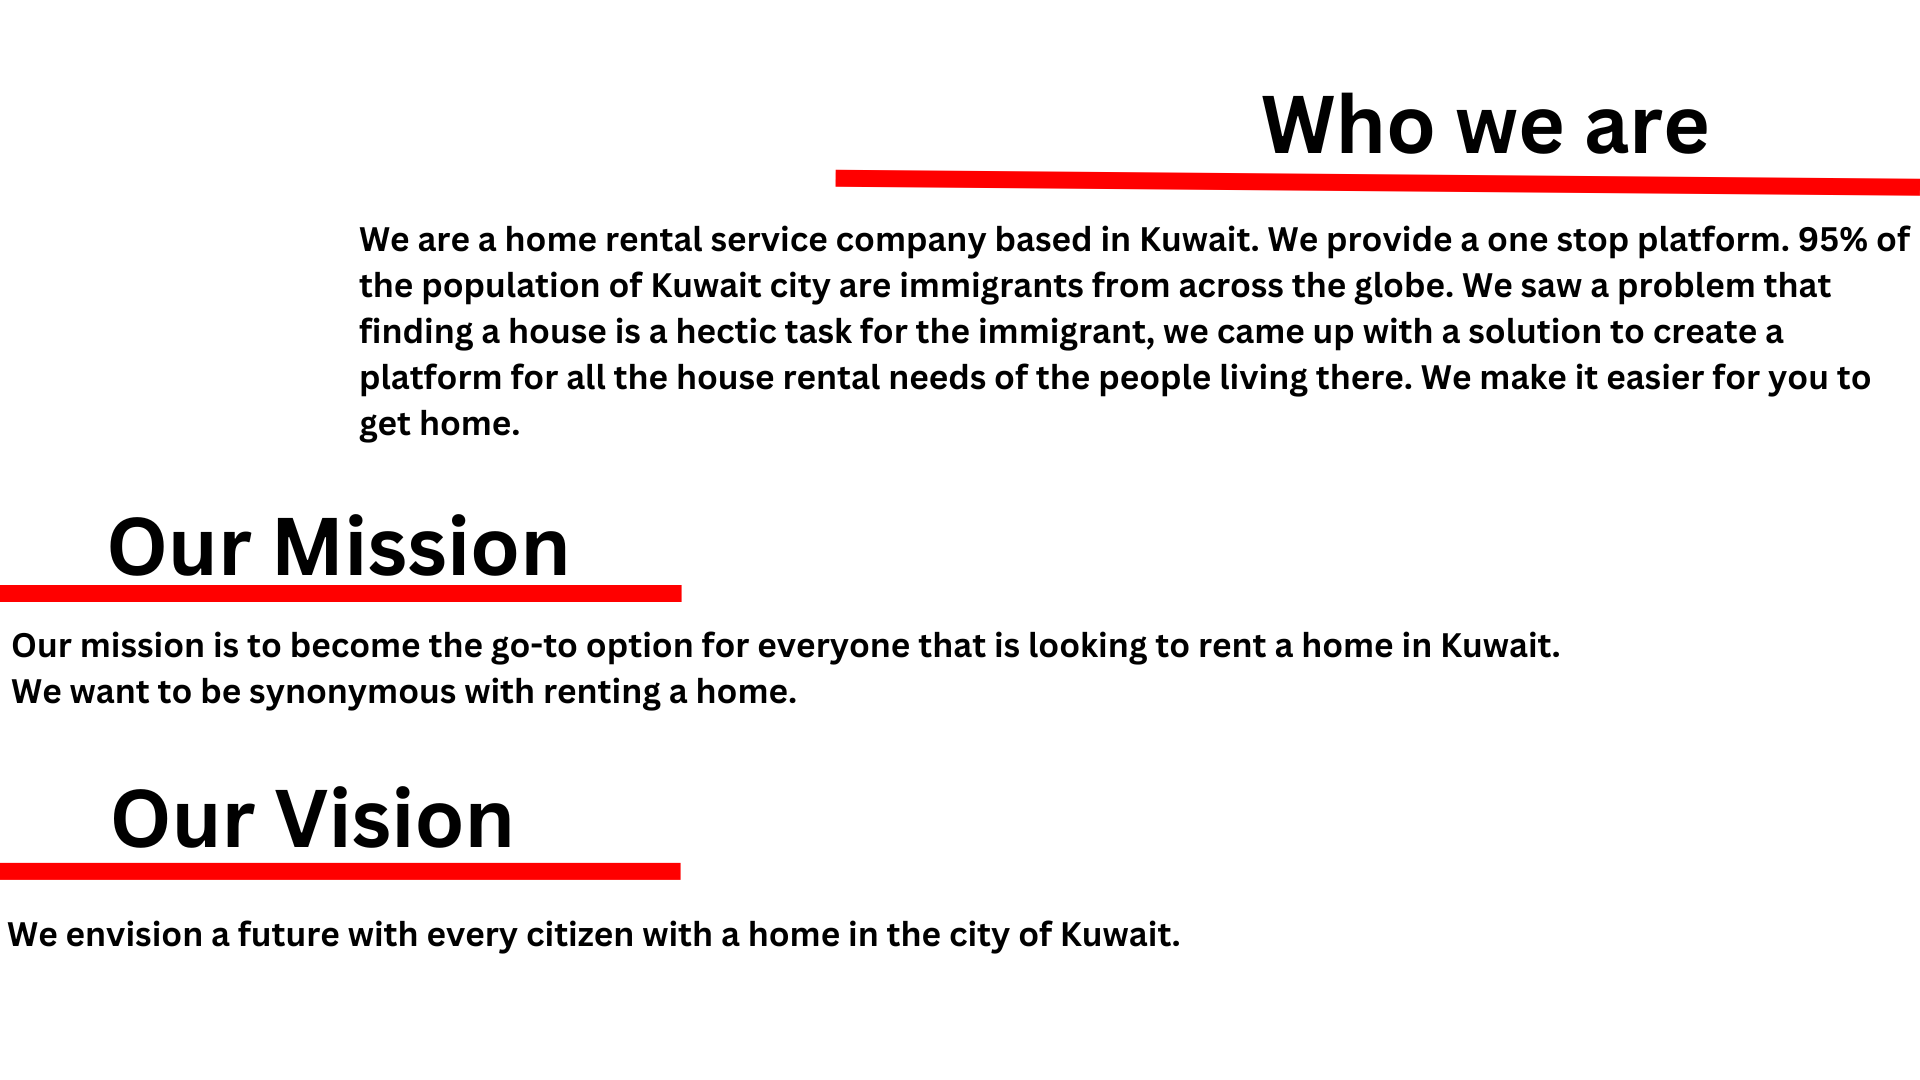 Who we are
We are a home rental service company based in Kuwait. We provide a one stop platform. 95% of
the population of Kuwait city are immigrants from across the globe. We saw a problem that
finding a house is a hectic task for the immigrant, we came up with a solution to create a
platform for all the house rental needs of the people living there. We make it easier for you to
get home.
Our Mission
Our mission is to become the go-to option for everyone that is looking to rent a home in Kuwait.
We want to be synonymous with renting a home.
Our Vision
We envision a future with every citizen with a home in the city of Kuwait.